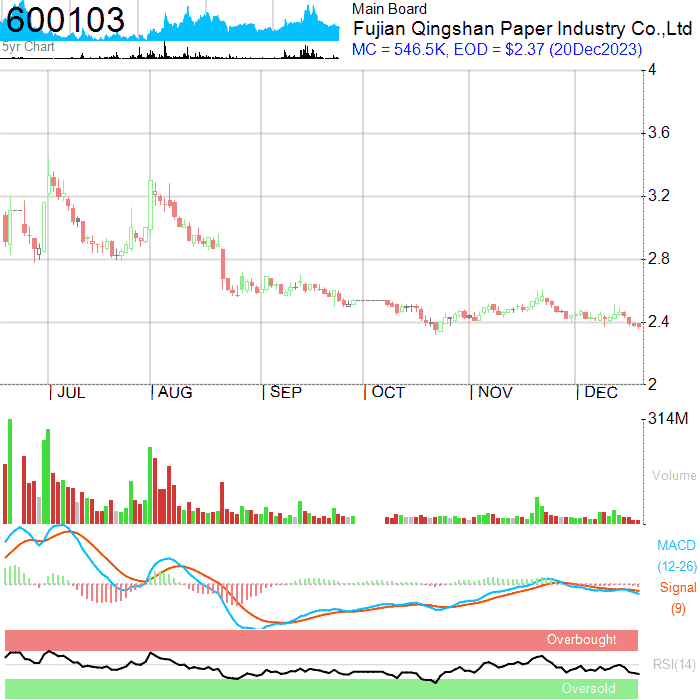 600103
5yr Chart
Main Board
Fujian Qingshan Paper Industry Co.,Ltd
MC = 546.5K, EOD = $2.37 (20Dec2023)
4
3.6
3.2
2.8
2.4
2
JUL AUG SEP OCT NOV DEC
314M
Volume
MACD
(12-26)
Signal
(9)
Overbought
RSI(14)
Oversold